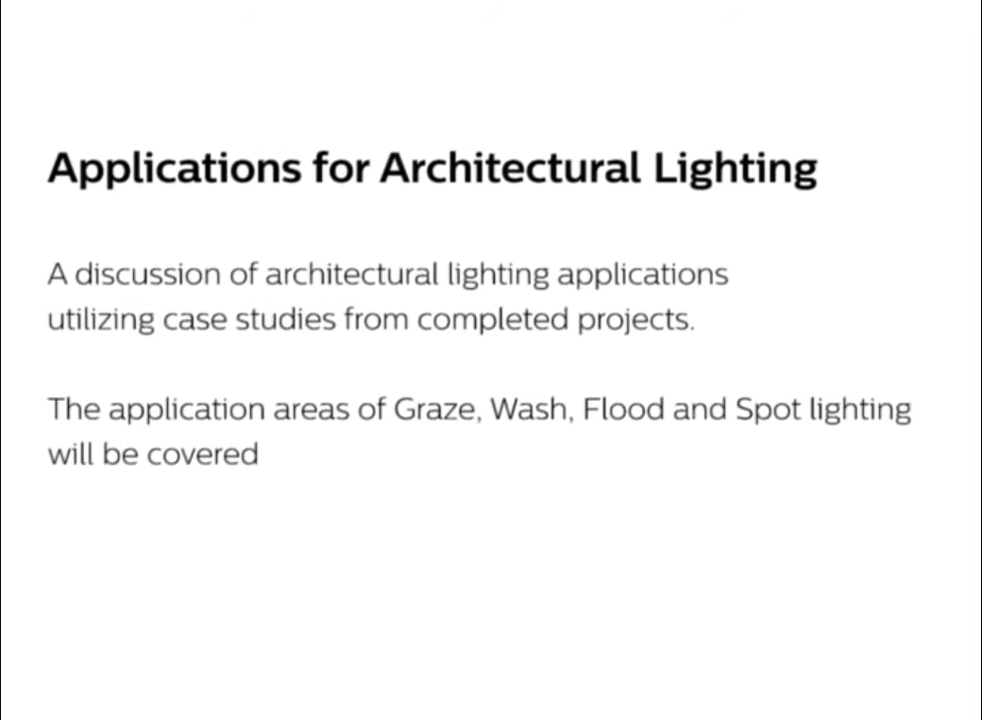 Applications for Architectural Lighting
A discussion of architectural lighting applications
utilizing case studies from completed projects.
The application areas of Graze, Wash, Flood and Spot lighting
will be covered